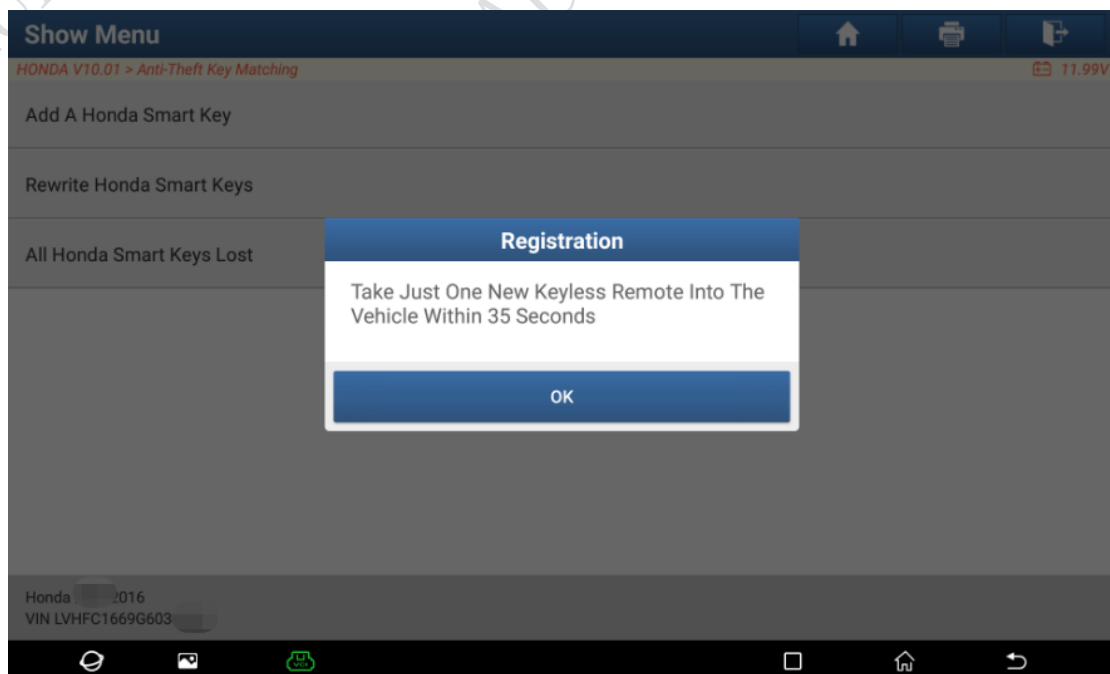 Show Menu
HONDA V10.01 > Anti-Theft Key Matching
11.99V
Add A Honda Smart Key
Rewrite Honda Smart Keys
All Honda Smart Keys Lost
Registration
Take Just One New Keyless Remote Into The
Vehicle Within 35 Seconds
OK
Honda 2016
VIN LVHFC1669G603
VCI